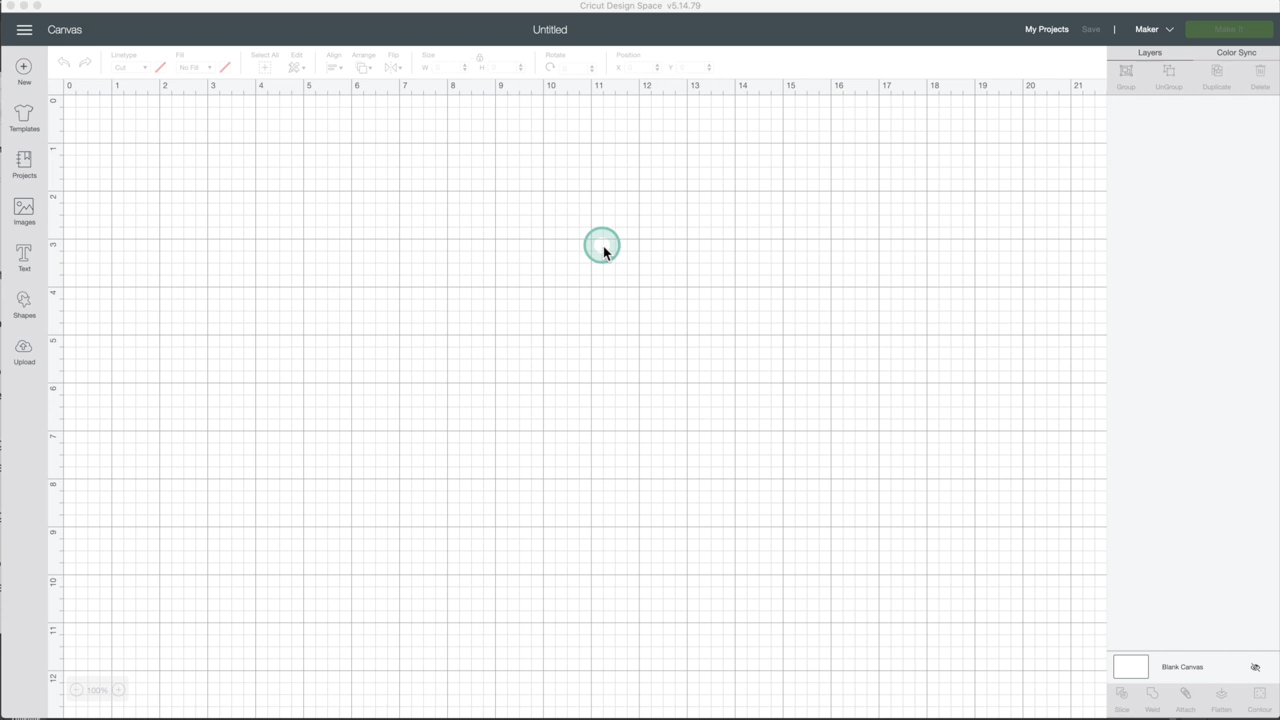 Cricut Design Space v5.14.79
Canvas
Untitled
My Projects
Save
|
Maker
Make It
New
Templates
Projects
Images
Text
Shapes
Upload
Linetype
Cut
Fill
No Fill
Select All
Edit
Align
Arrange
Flip
Size
W
H
Rotate
Position
X
Y
Layers
Color Sync
Group
UnGroup
Duplicate
Delete
0 1 2 3 4 5 6 7 8 9 10 11 12 13 14 15 16 17 18 19 20 21
0
1
2
3
4
5
6
7
8
9
10
11
12
100%
Blank Canvas
Slice
Weld
Attach
Flatten
Contour